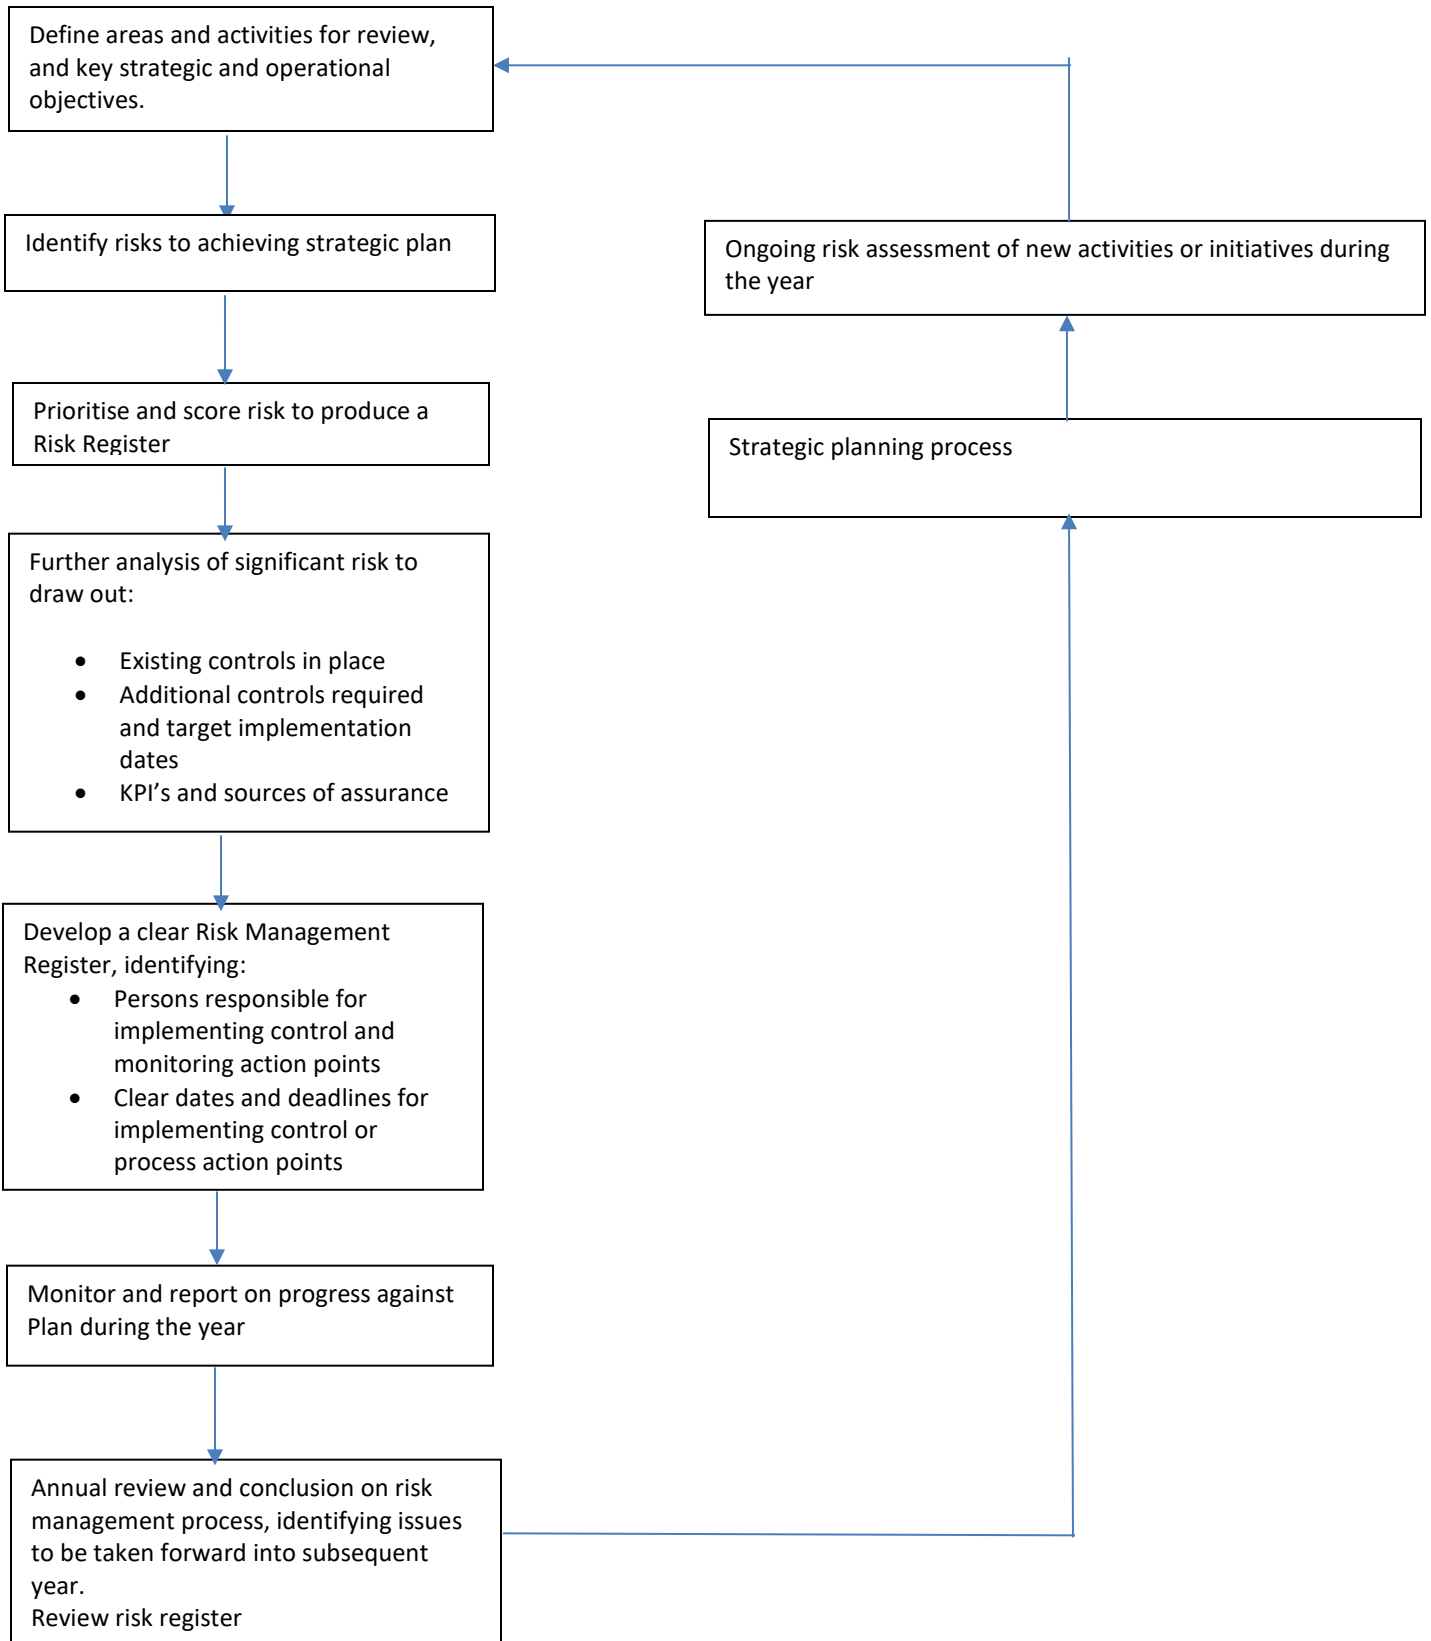 Define areas and activities for review,
and key strategic and operational
objectives.
Identify risks to achieving strategic plan
Prioritise and score risk to produce a
Risk Register
Further analysis of significant risk to
draw out:
• Existing controls in place
• Additional controls required
and target implementation
dates
• KPI’s and sources of assurance
Develop a clear Risk Management
Register, identifying:
• Persons responsible for
implementing control and
monitoring action points
• Clear dates and deadlines for
implementing control or
process action points
Monitor and report on progress against
Plan during the year
Annual review and conclusion on risk
management process, identifying issues
to be taken forward into subsequent
year.
Review risk register
Ongoing risk assessment of new activities or initiatives during
the year
Strategic planning process